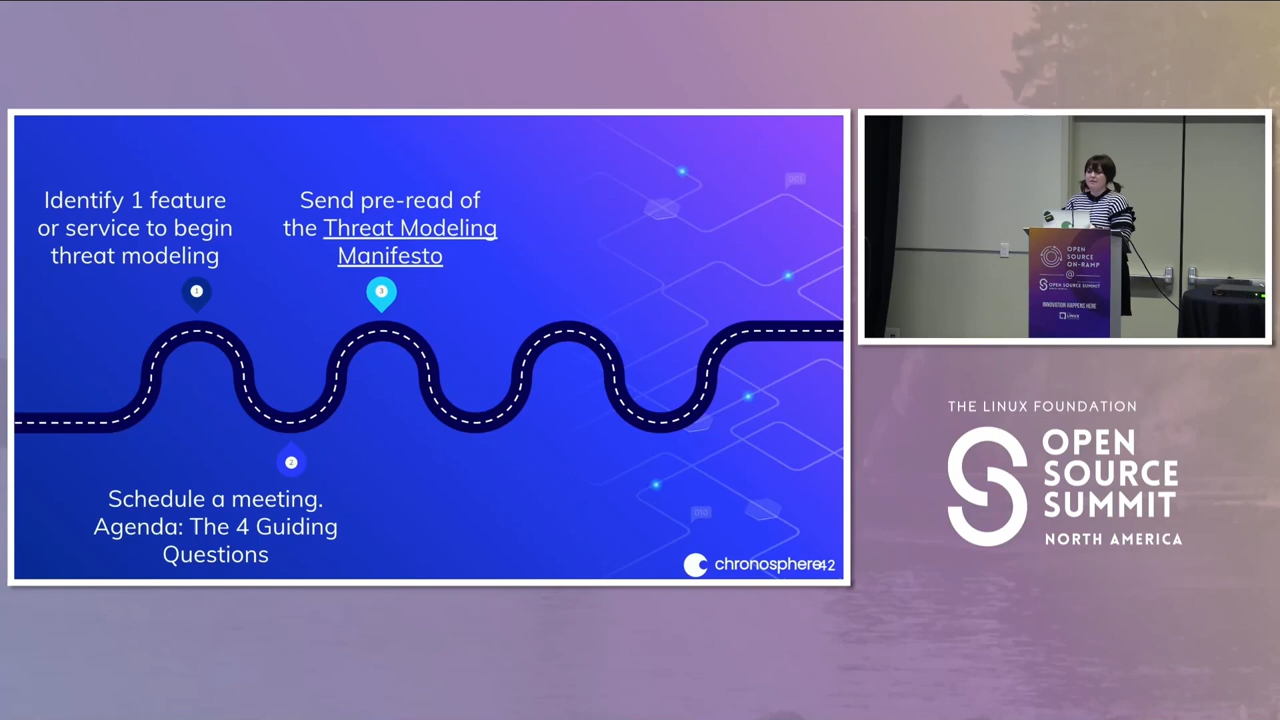 Identify 1 feature
or service to begin
threat modeling
Send pre-read of
the Threat Modeling
Manifesto
1
3
2
Schedule a meeting.
Agenda: The 4 Guiding
Questions
chronosphere
42
OPEN
SOURCE
ON-RAMP
@
OPEN SOURCE SUMMIT
INNOVATION HAPPENS HERE
LINUX
THE LINUX FOUNDATION
OPEN
SOURCE
SUMMIT
NORTH AMERICA